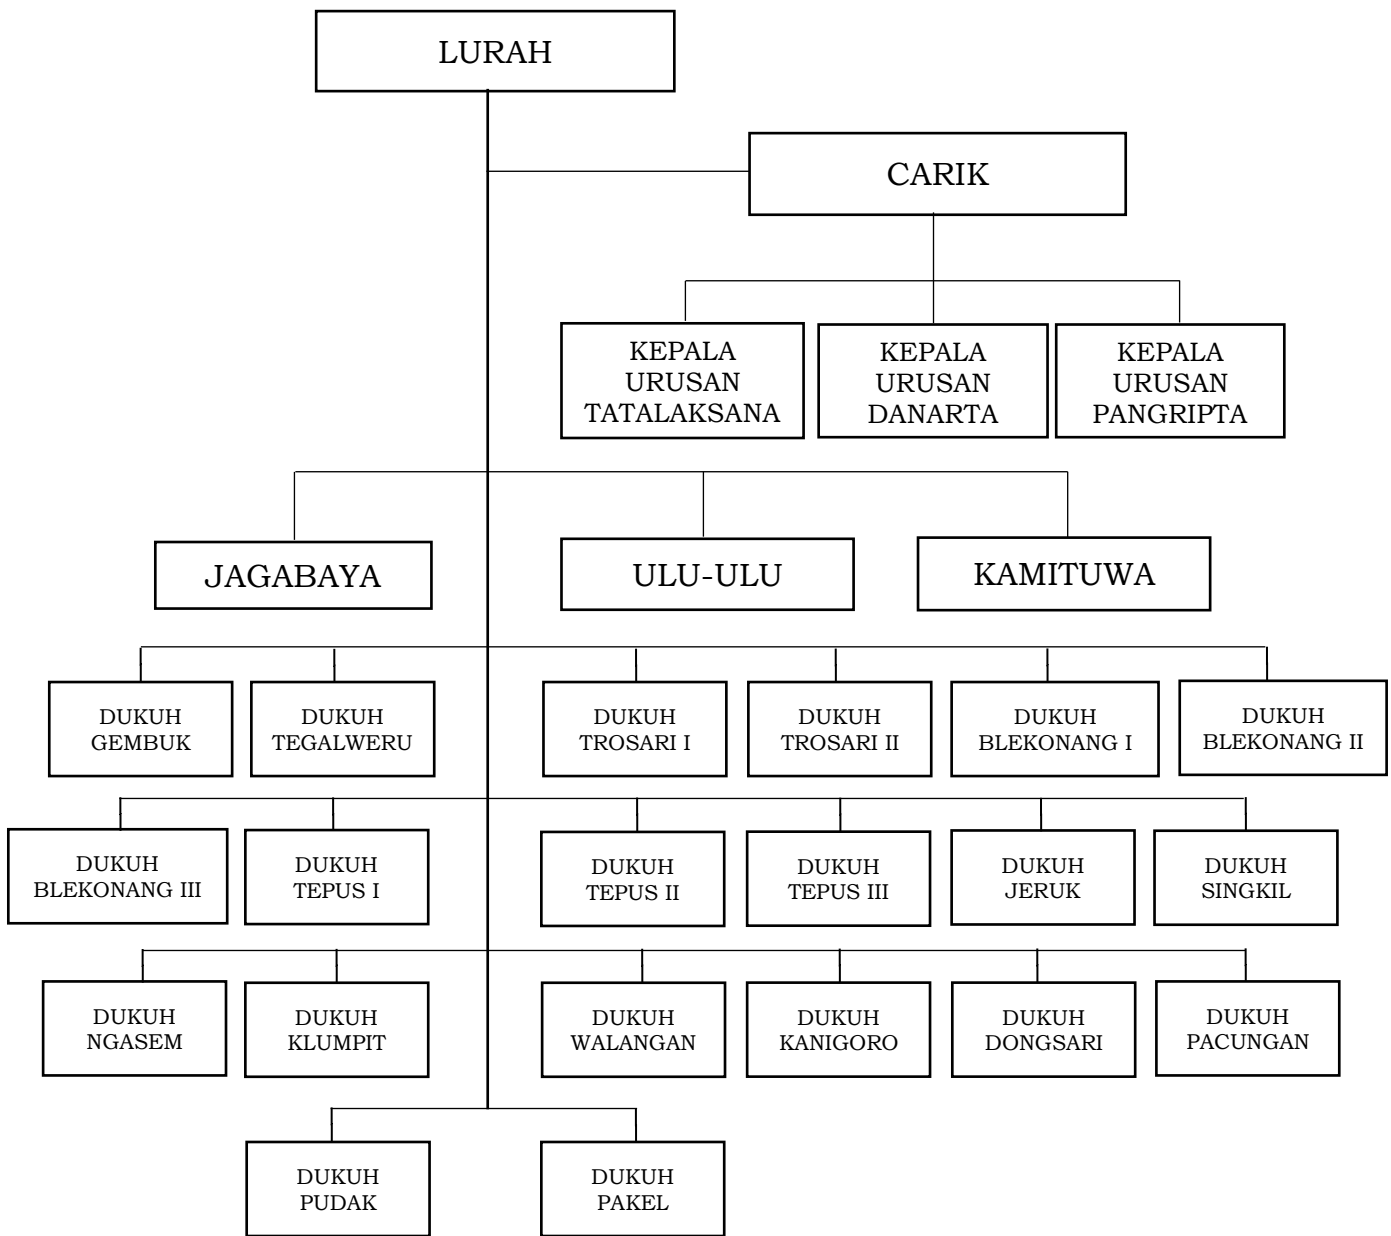 LURAH
CARIK
KEPALA
URUSAN
TATALAKSANA
KEPALA
URUSAN
DANARTA
KEPALA
URUSAN
PANGRIPTA
JAGABAYA
ULU-ULU
KAMITUWA
DUKUH
GEMBUK
DUKUH
TEGALWERU
DUKUH
TROSARI I
DUKUH
TROSARI II
DUKUH
BLEKONANG I
DUKUH
BLEKONANG II
DUKUH
BLEKONANG III
DUKUH
TEPUS I
DUKUH
TEPUS II
DUKUH
TEPUS III
DUKUH
JERUK
DUKUH
SINGKIL
DUKUH
NGASEM
DUKUH
KLUMPIT
DUKUH
WALANGAN
DUKUH
KANIGORO
DUKUH
DONGSARI
DUKUH
PACUNGAN
DUKUH
PUDAK
DUKUH
PAKEL